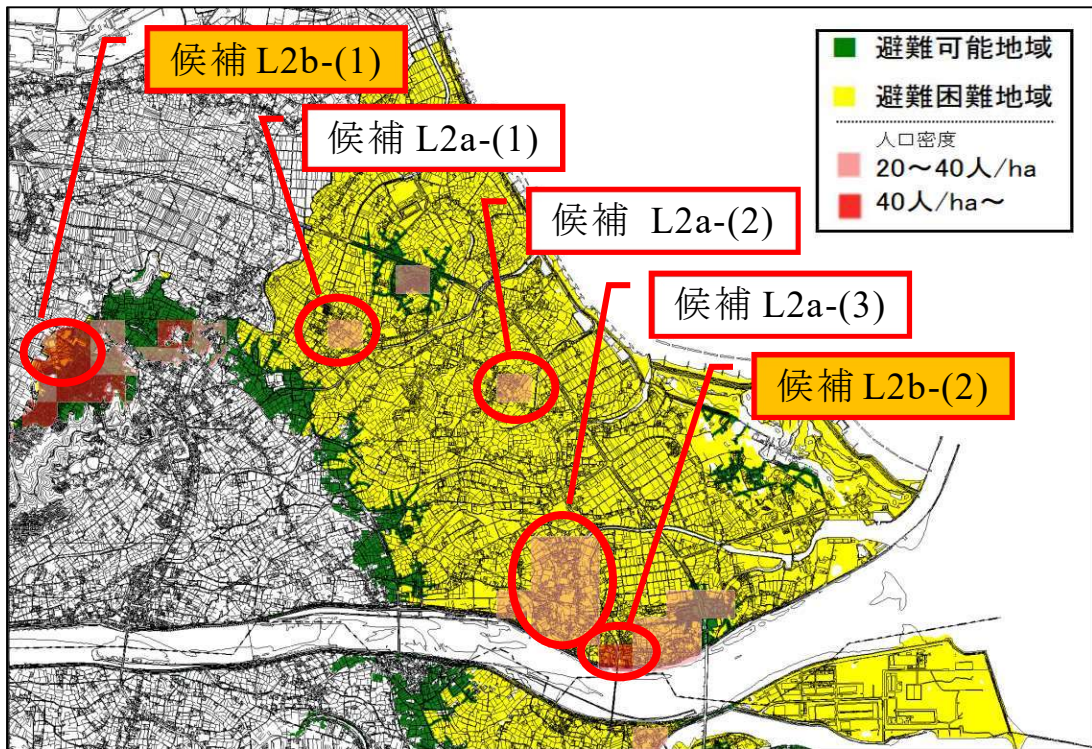 候補 L2b-(1)
候補 L2a-(1)
候補 L2a-(2)
候補 L2a-(3)
候補 L2b-(2)
避難可能地域
避難困難地域
人口密度
20～40人/ha
40人/ha～